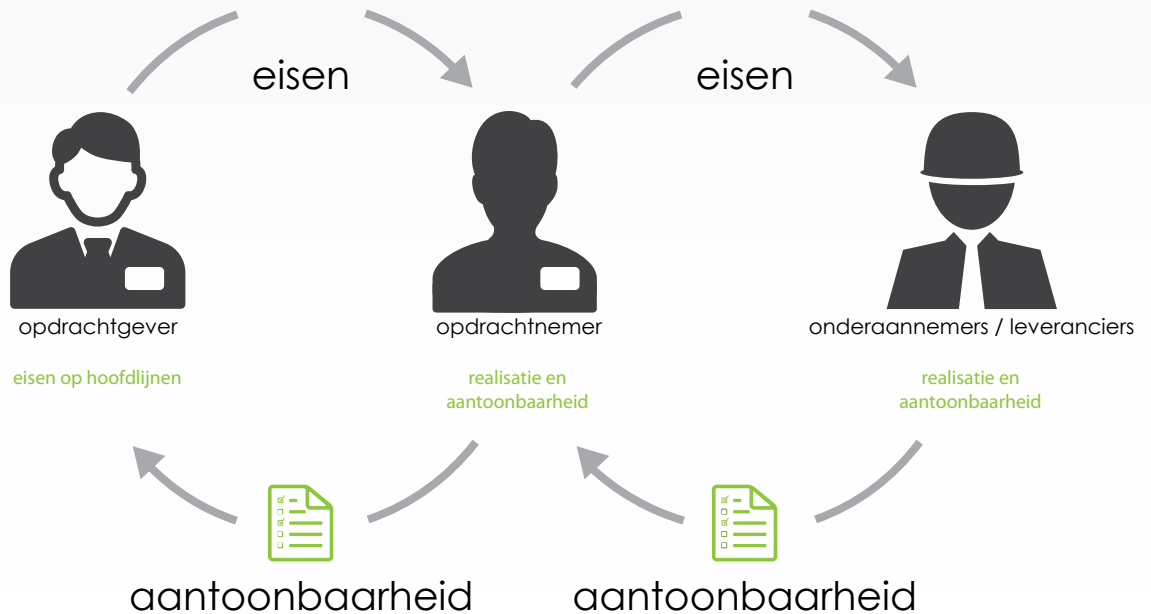 eisen
eisen
opdrachtgever
opdrachtnemer
onderaannemers / leveranciers
eisen op hoofdlijnen
realisatie en
aantoonbaarheid
realisatie en
aantoonbaarheid
aantoonbaarheid
aantoonbaarheid